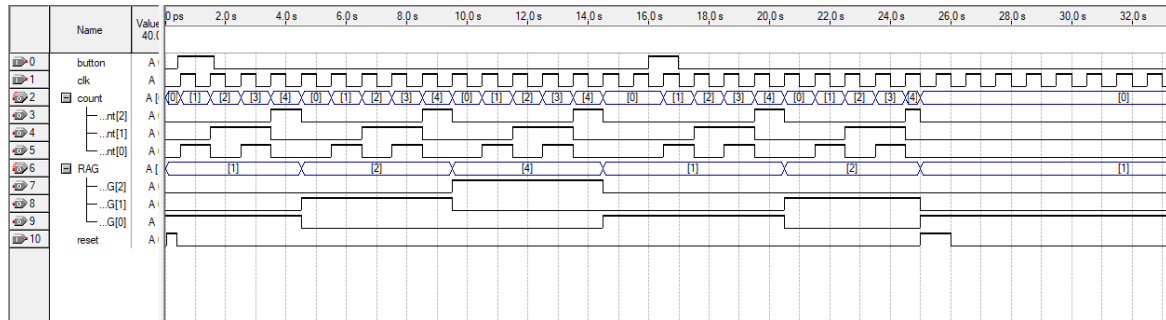 Name Value 40.0 0 ps 2.0 s 4.0 s 6.0 s 8.0 s 10.0 s 12.0 s 14.0 s 16.0 s 18.0 s 20.0 s 22.0 s 24.0 s 26.0 s 28.0 s 30.0 s 32.0 s
0 button A
1 clk A
2 count A [ [0] [1] [2] [3] [4] [0] [1] [2] [3] [4] [0] [1] [2] [3] [4] [0] [1] [2] [3] [4] [0] [1] [2] [3] [4] [0]
3 ...nt[2] A
4 ...nt[1] A
5 ...nt[0] A
6 RAG A [ [1] [2] [4] [1] [2] [1]
7 ...G[2] A
8 ...G[1] A
9 ...G[0] A
10 reset A